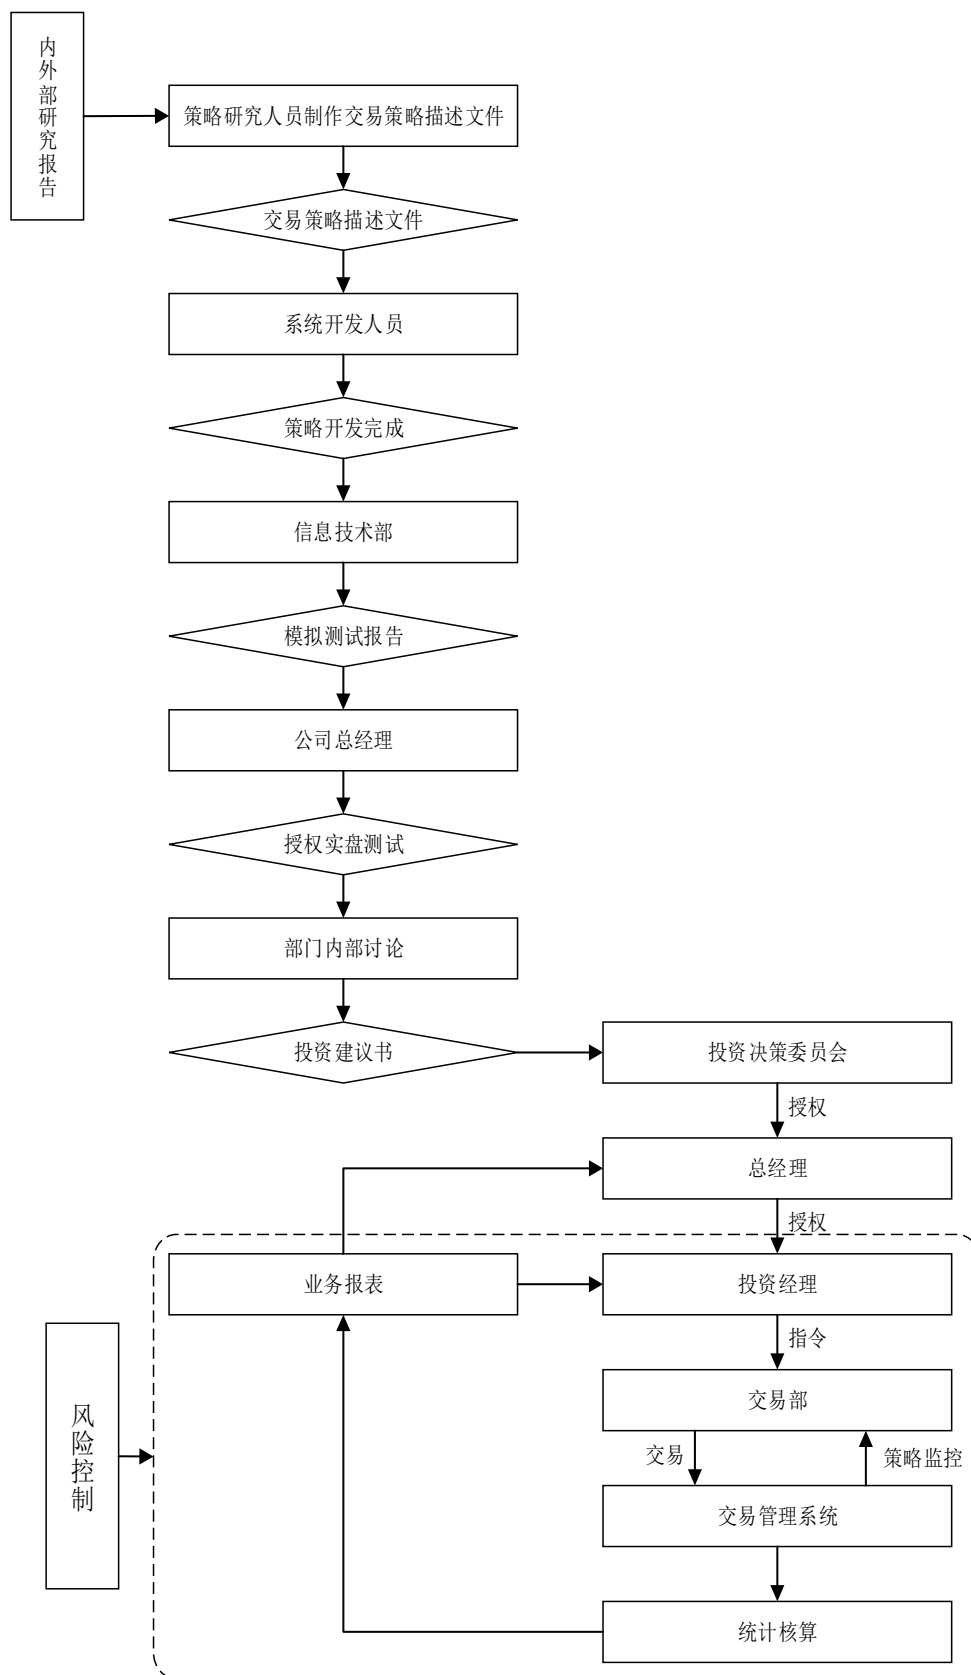 内外部研究报告
策略研究人员制作交易策略描述文件
交易策略描述文件
系统开发人员
策略开发完成
信息技术部
模拟测试报告
公司总经理
授权实盘测试
部门内部讨论
投资建议书
投资决策委员会
授权
总经理
授权
业务报表
投资经理
指令
风险控制
交易部
交易
策略监控
交易管理系统
统计核算